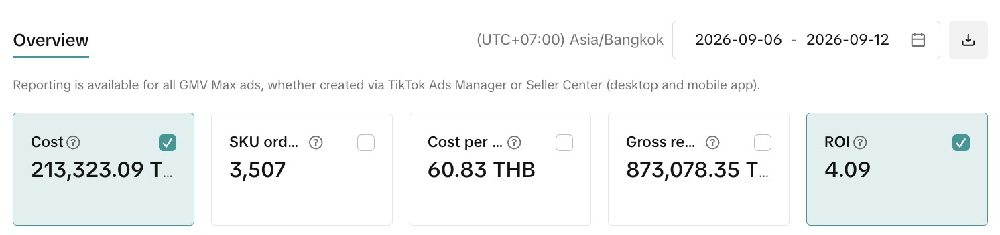 Overview
(UTC+07:00) Asia/Bangkok
2026-09-06 - 2026-09-12
Reporting is available for all GMV Max ads, whether created via TikTok Ads Manager or Seller Center (desktop and mobile app).
Cost
213,323.09 T...
SKU ord...
3,507
Cost per ...
60.83 THB
Gross re...
873,078.35 T...
ROI
4.09